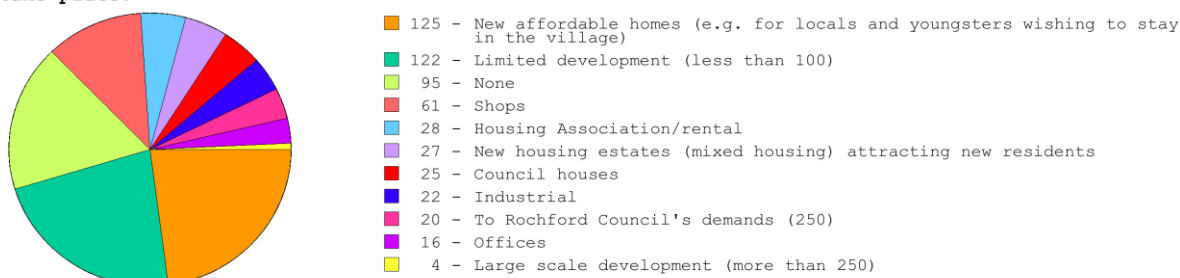 125 - New affordable homes (e.g. for locals and youngsters wishing to stay
in the village)
122 - Limited development (less than 100)
95 - None
61 - Shops
28 - Housing Association/rental
27 - New housing estates (mixed housing) attracting new residents
25 - Council houses
22 - Industrial
20 - To Rochford Council's demands (250)
16 - Offices
4 - Large scale development (more than 250)